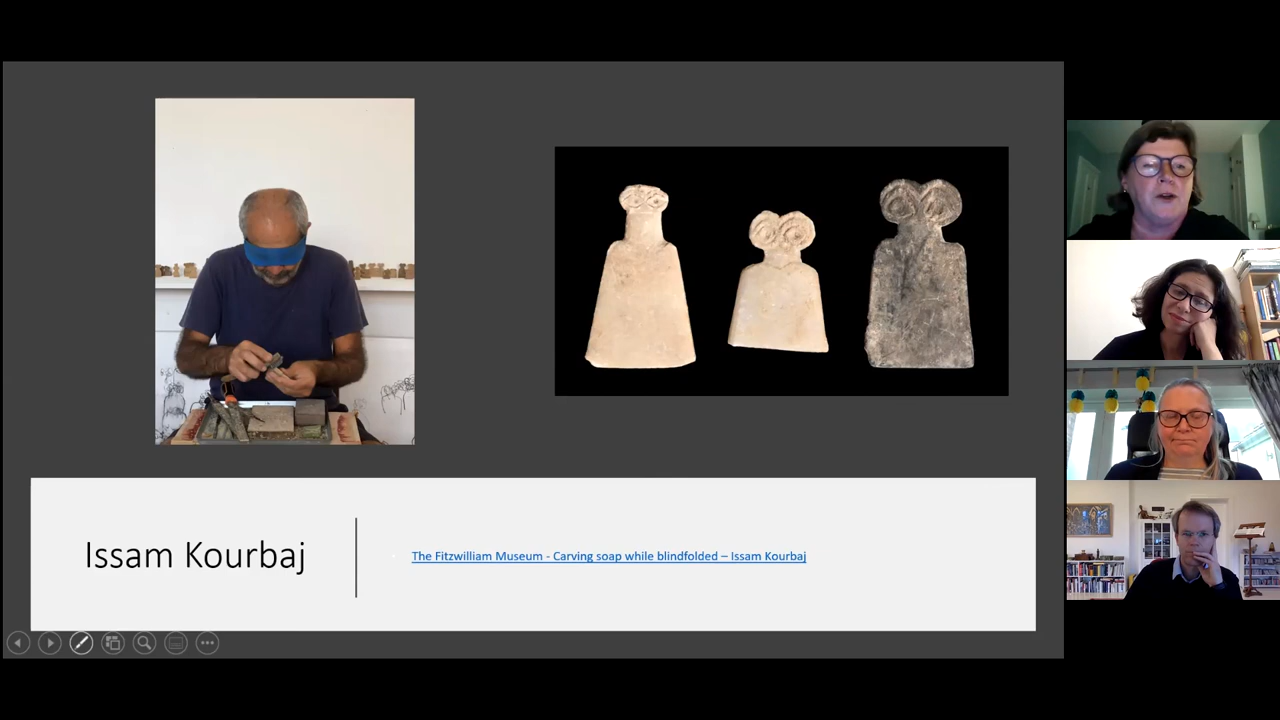 Issam Kourbaj
The Fitzwilliam Museum - Carving soap while blindfolded – Issam Kourbaj